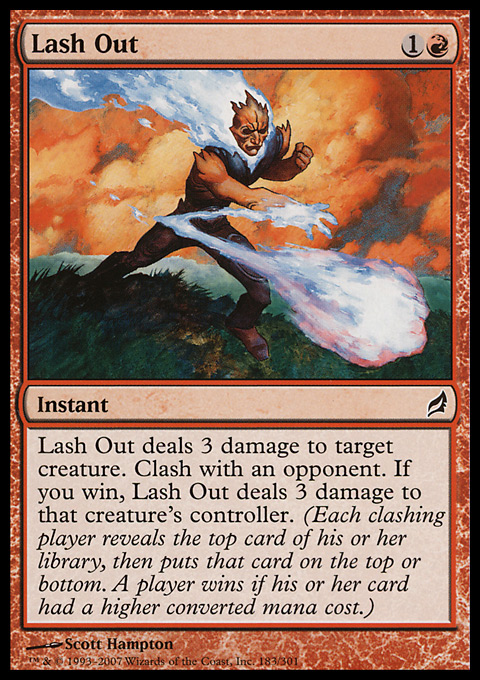 Lash Out 1
Instant
Lash Out deals 3 damage to target
creature. Clash with an opponent. If
you win, Lash Out deals 3 damage to
that creature's controller. (Each clashing
player reveals the top card of his or her
library, then puts that card on the top or
bottom. A player wins if his or her card
had a higher converted mana cost.)
Scott Hampton
™ & © 1993–2007 Wizards of the Coast, Inc. 183/301